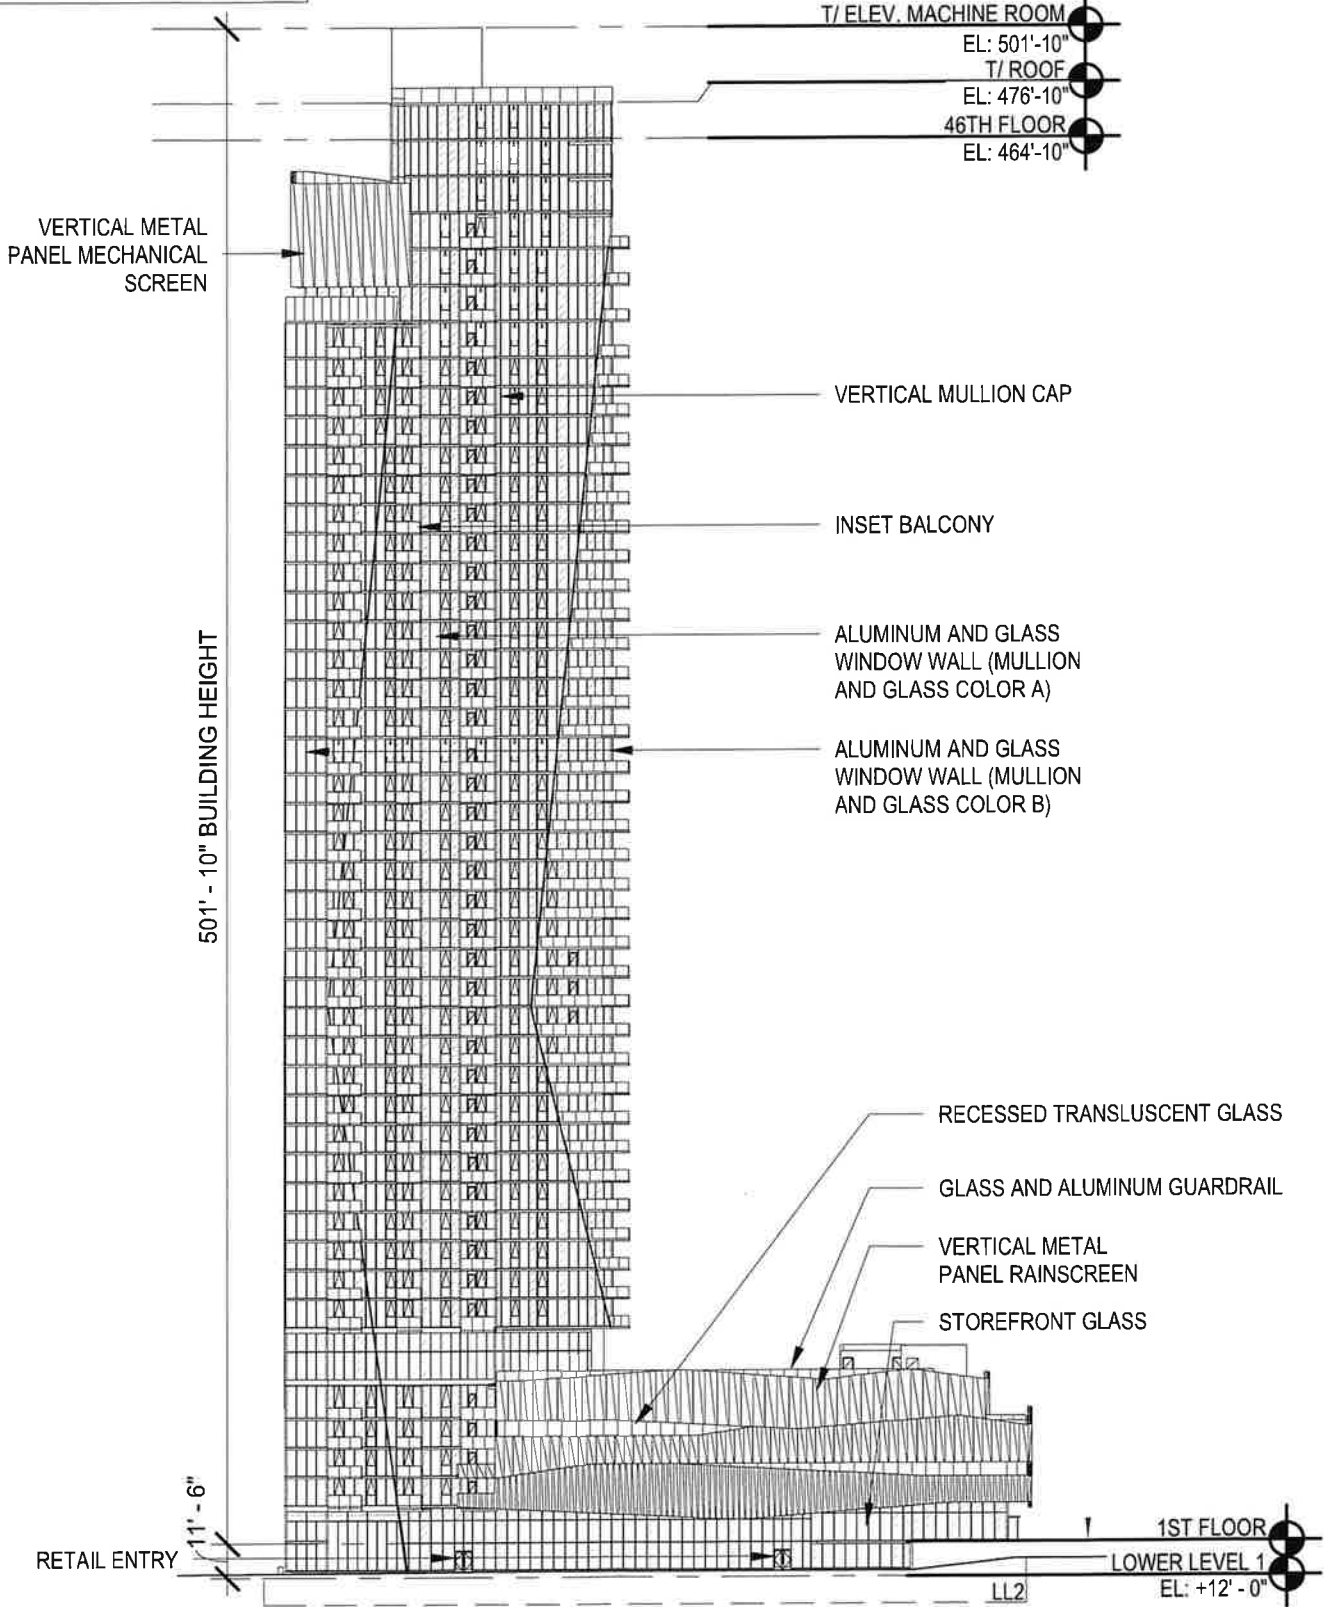 T/ ELEV. MACHINE ROOM
EL: 501'-10"
T/ ROOF
EL: 476'-10"
46TH FLOOR
EL: 464'-10"
VERTICAL METAL
PANEL MECHANICAL
SCREEN
VERTICAL MULLION CAP
INSET BALCONY
ALUMINUM AND GLASS
WINDOW WALL (MULLION
AND GLASS COLOR A)
ALUMINUM AND GLASS
WINDOW WALL (MULLION
AND GLASS COLOR B)
501' - 10" BUILDING HEIGHT
RECESSED TRANSLUSCENT GLASS
GLASS AND ALUMINUM GUARDRAIL
VERTICAL METAL
PANEL RAINSCREEN
STOREFRONT GLASS
11' - 6"
1ST FLOOR
RETAIL ENTRY
LOWER LEVEL 1
EL: +12' - 0"
LL2